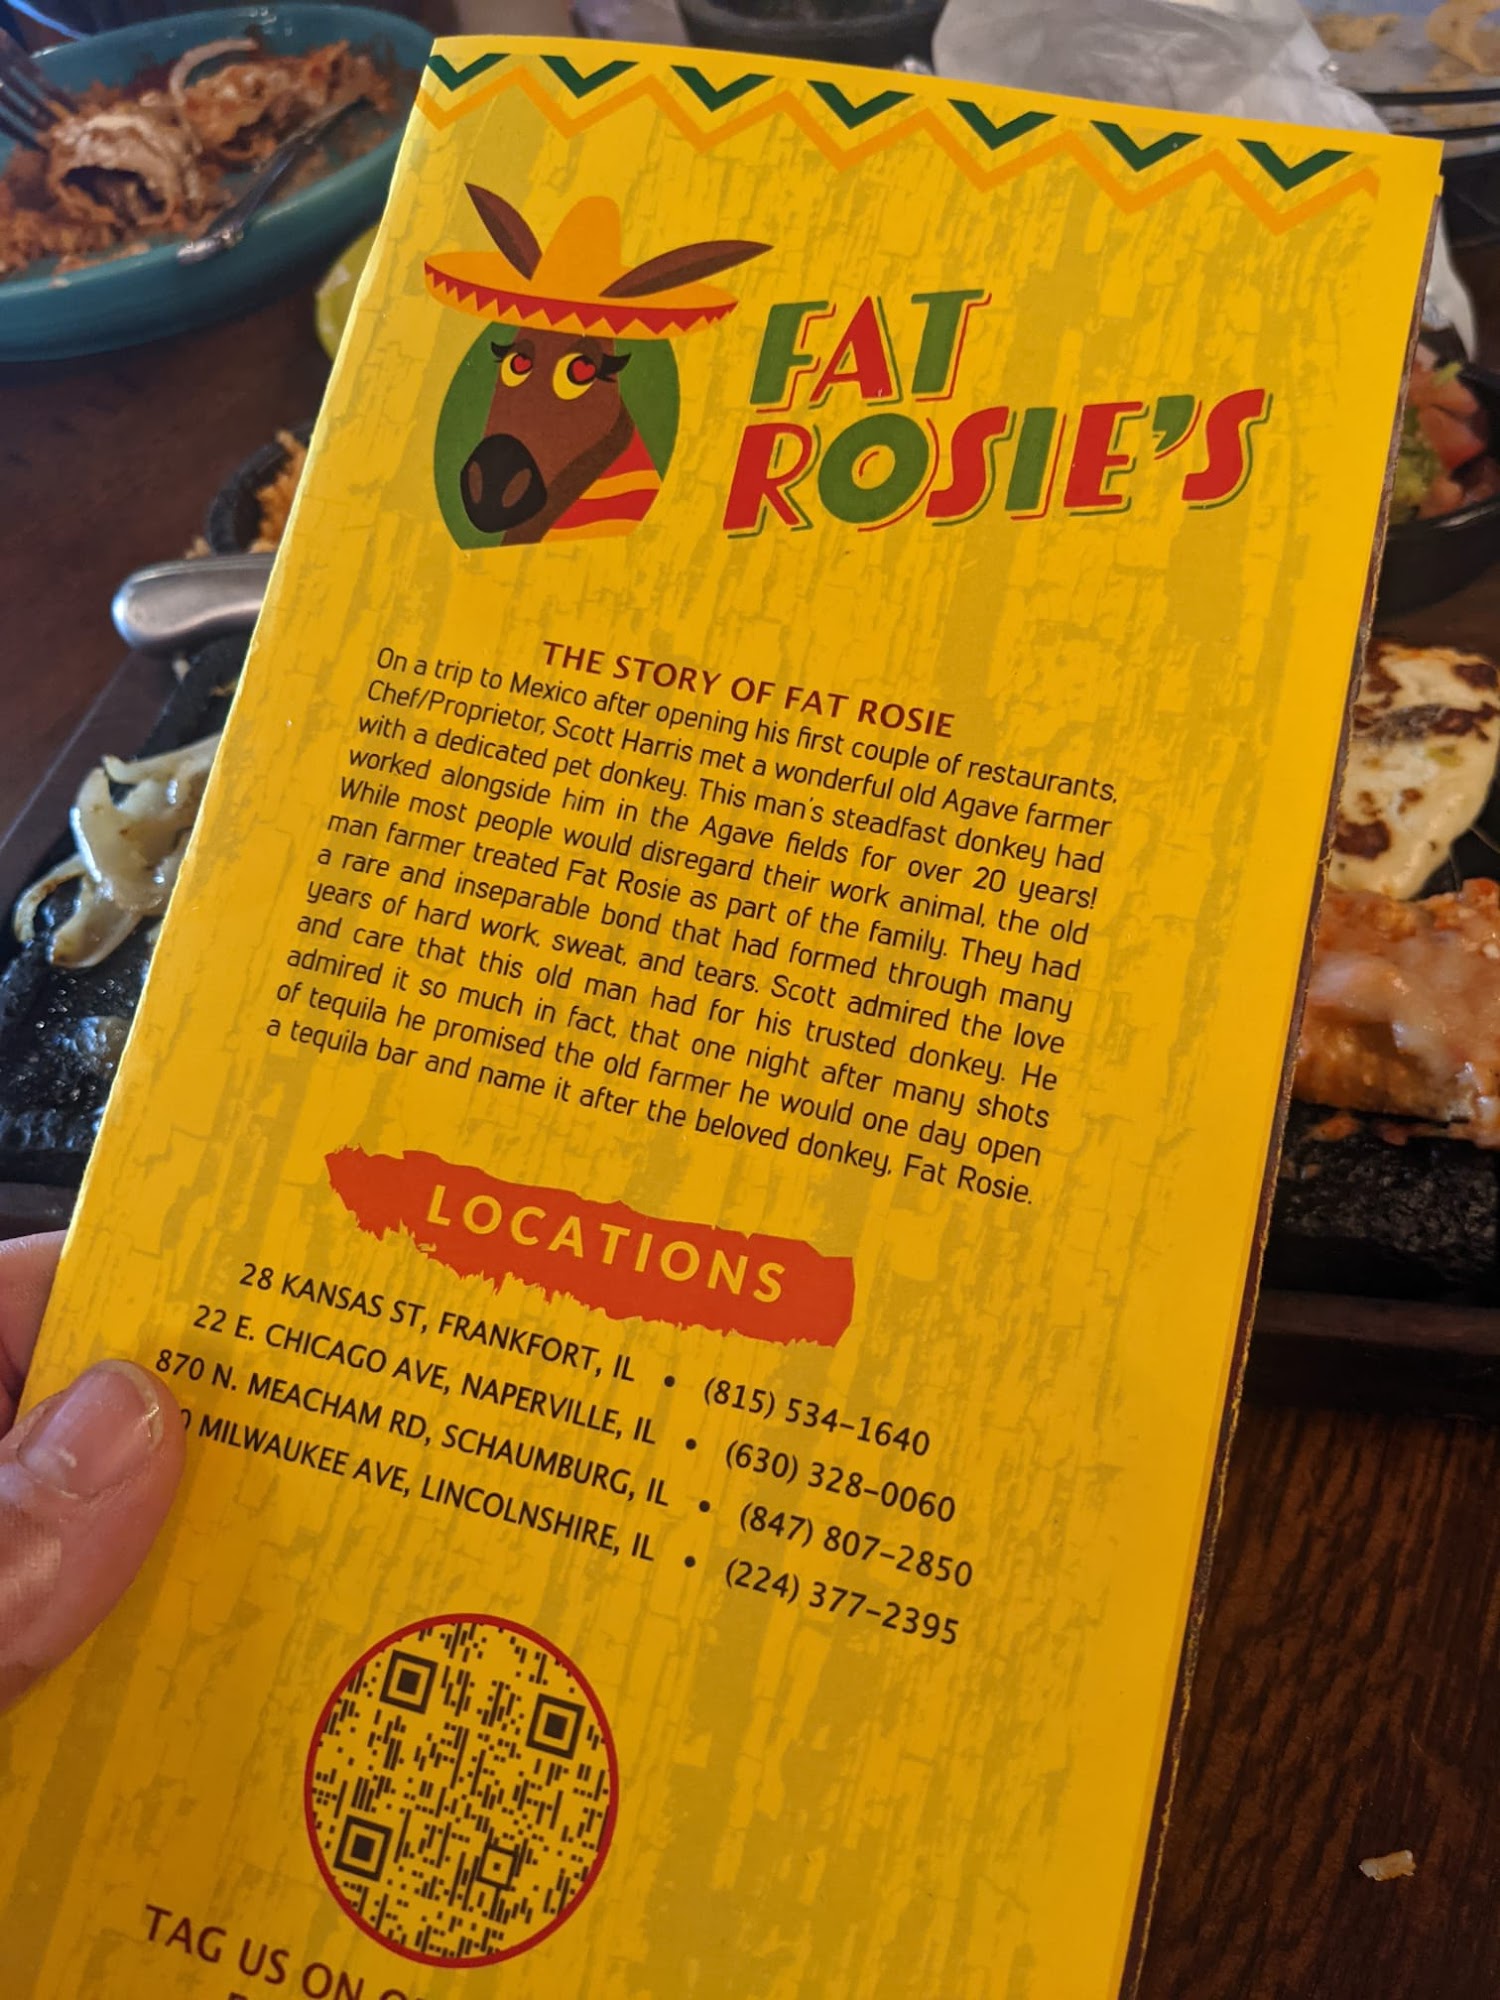 FAT
ROSIE'S
THE STORY OF FAT ROSIE
On a trip to Mexico after opening his first couple of restaurants,
Chef/Proprietor, Scott Harris met a wonderful old Agave farmer
with a dedicated pet donkey. This man's steadfast donkey had
worked alongside him in the Agave fields for over 20 years!
While most people would disregard their work animal, the old
man farmer treated Fat Rosie as part of the family. They had
a rare and inseparable bond that had formed through many
years of hard work, sweat, and tears. Scott admired the love
and care that this old man had for his trusted donkey. He
admired it so much in fact, that one night after many shots
of tequila he promised the old farmer he would one day open
a tequila bar and name it after the beloved donkey, Fat Rosie.
LOCATIONS
28 KANSAS ST, FRANKFORT, IL • (815) 534-1640
22 E. CHICAGO AVE, NAPERVILLE, IL • (630) 328-0060
870 N. MEACHAM RD, SCHAUMBURG, IL • (847) 807-2850
MILWAUKEE AVE, LINCOLNSHIRE, IL • (224) 377-2395
TAG US ON